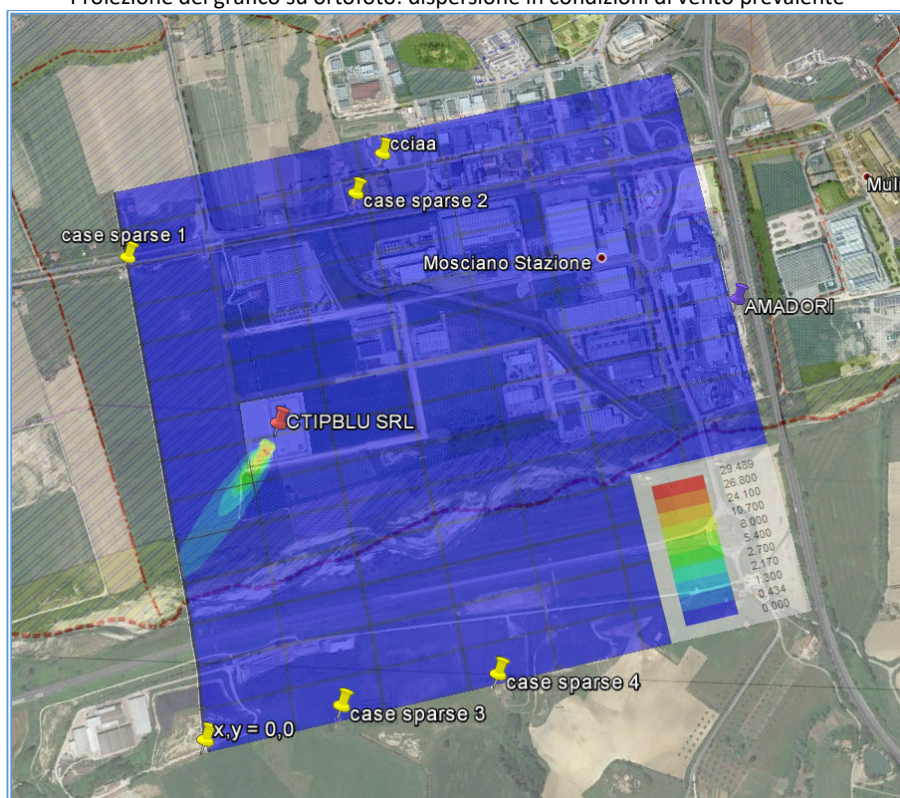 Proiezione del grafico su ortofoto: dispersione in condizioni di vento prevalente
cciaa
case sparse 2
case sparse 1
Mosciano Stazione
AMADORI
CTIPBLU SRL
29.489
26.800
24.100
10.700
8.000
5.400
2.700
2.170
1.300
0.434
0.000
case sparse 4
case sparse 3
x,y = 0,0